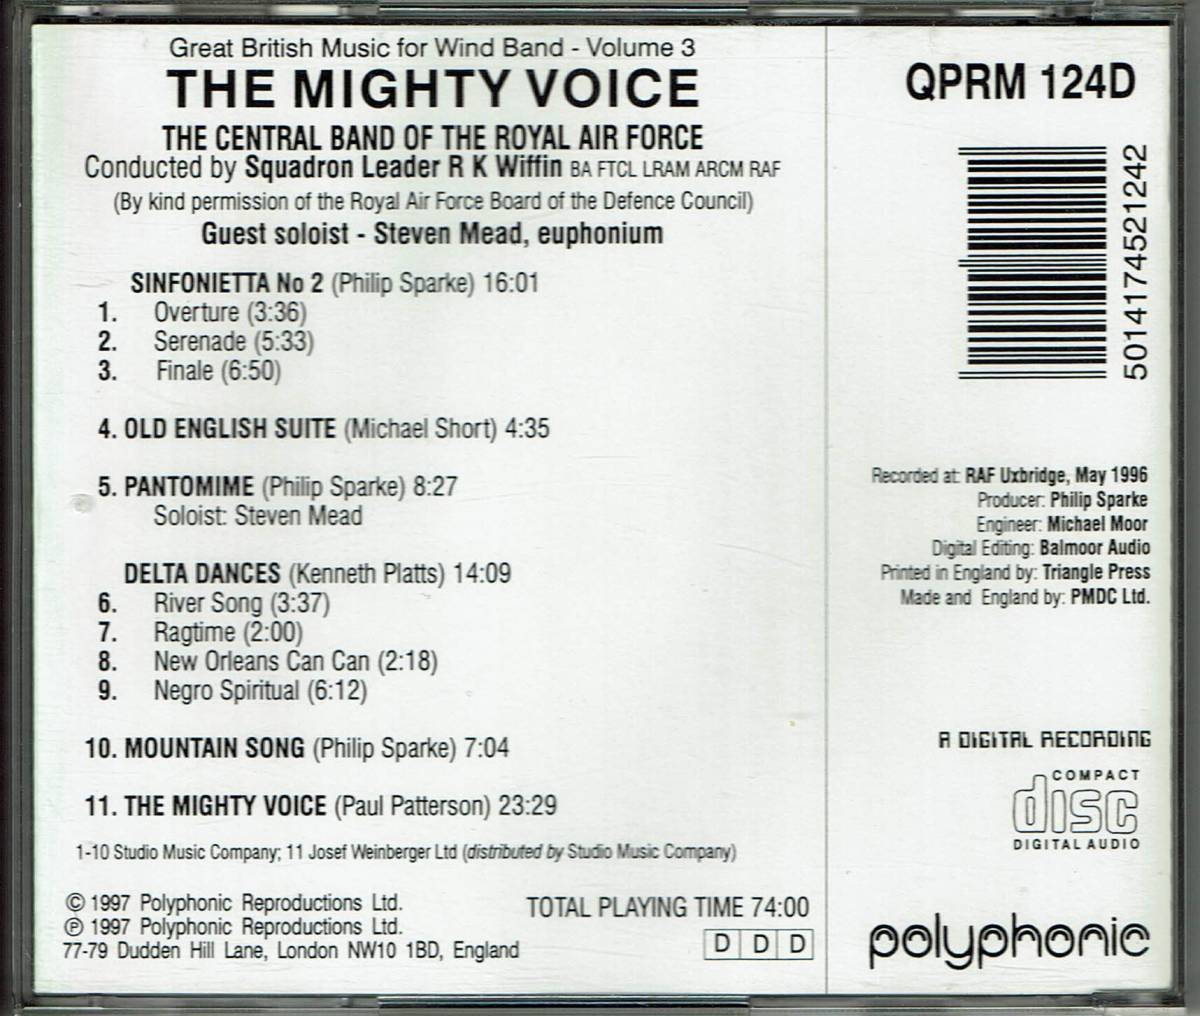 Great British Music for Wind Band - Volume 3
THE MIGHTY VOICE
THE CENTRAL BAND OF THE ROYAL AIR FORCE
Conducted by Squadron Leader R K Wiffin BA FTCL LRAM ARCM RAF
(By kind permission of the Royal Air Force Board of the Defence Council)
Guest soloist - Steven Mead, euphonium
SINFONIETTA No 2 (Philip Sparke) 16:01
1. Overture (3:36)
2. Serenade (5:33)
3. Finale (6:50)
4. OLD ENGLISH SUITE (Michael Short) 4:35
5. PANTOMIME (Philip Sparke) 8:27
Soloist: Steven Mead
DELTA DANCES (Kenneth Platts) 14:09
6. River Song (3:37)
7. Ragtime (2:00)
8. New Orleans Can Can (2:18)
9. Negro Spiritual (6:12)
10. MOUNTAIN SONG (Philip Sparke) 7:04
11. THE MIGHTY VOICE (Paul Patterson) 23:29
1-10 Studio Music Company; 11 Josef Weinberger Ltd (distributed by Studio Music Company)
© 1997 Polyphonic Reproductions Ltd.
℗ 1997 Polyphonic Reproductions Ltd.
77-79 Dudden Hill Lane, London NW10 1BD, England
TOTAL PLAYING TIME 74:00
D D D
QPRM 124D
5014174521242
Recorded at: RAF Uxbridge, May 1996
Producer: Philip Sparke
Engineer: Michael Moor
Digital Editing: Balmoor Audio
Printed in England by: Triangle Press
Made and England by: PMDC Ltd.
A DIGITAL RECORDING
COMPACT
disc
DIGITAL AUDIO
polyphonic